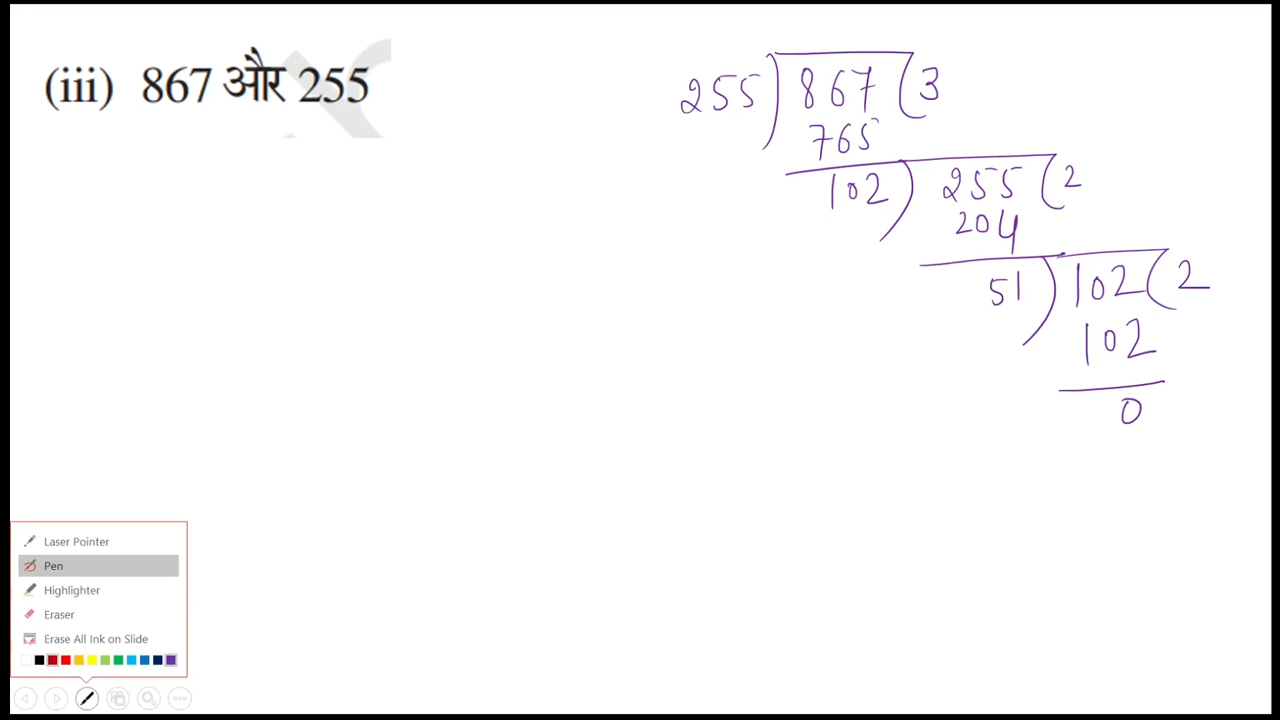 (iii) 867 और 255
255 ) 867 ( 3
765
102 ) 255 ( 2
204
51 ) 102 ( 2
102
0
Laser Pointer
Pen
Highlighter
Eraser
Erase All Ink on Slide